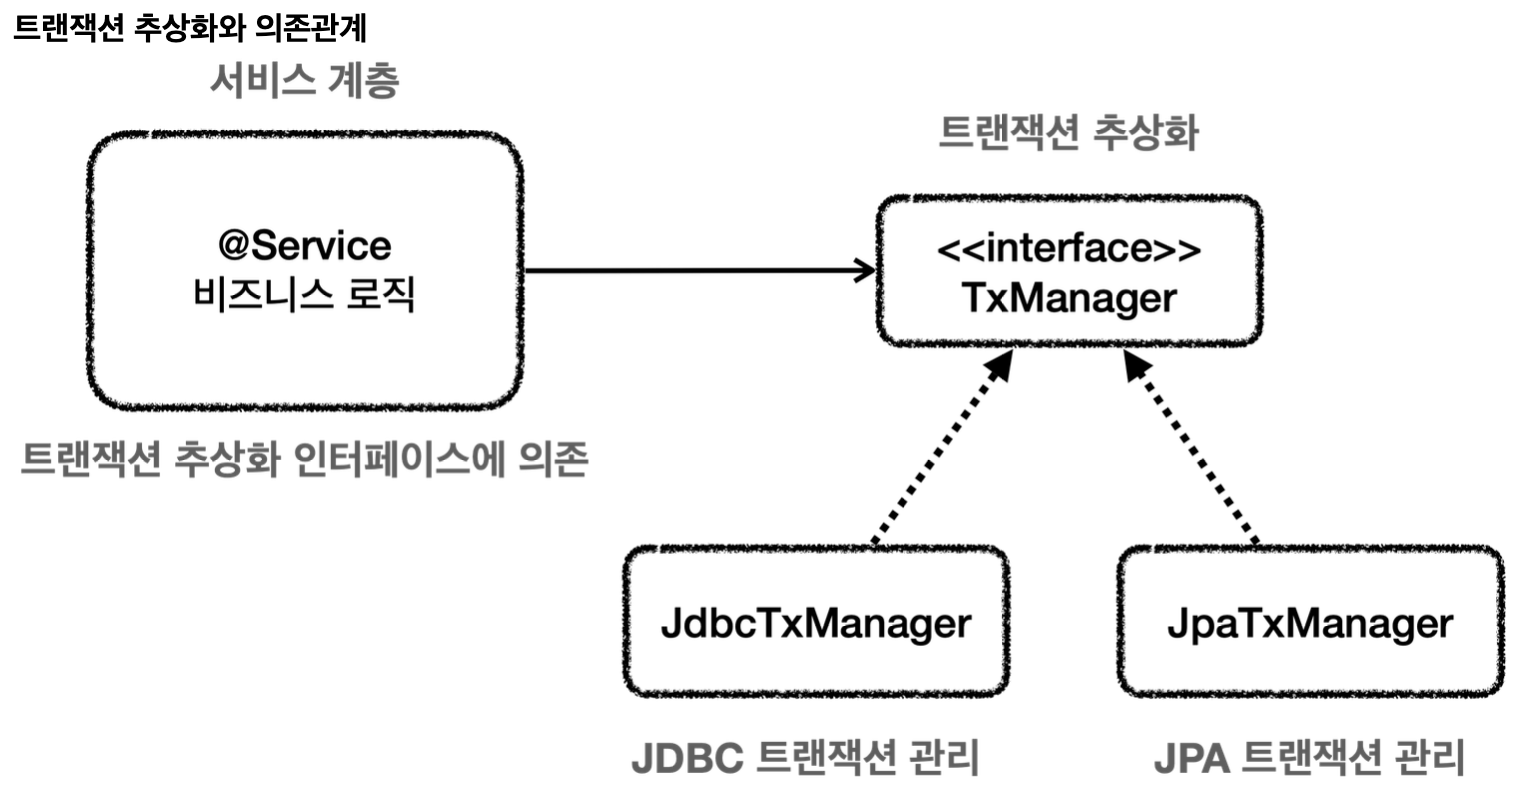 트랜잭션 추상화와 의존관계
서비스 계층
트랜잭션 추상화
@Service
비즈니스 로직
<<interface>>
TxManager
트랜잭션 추상화 인터페이스에 의존
JdbcTxManager
JpaTxManager
JDBC 트랜잭션 관리
JPA 트랜잭션 관리